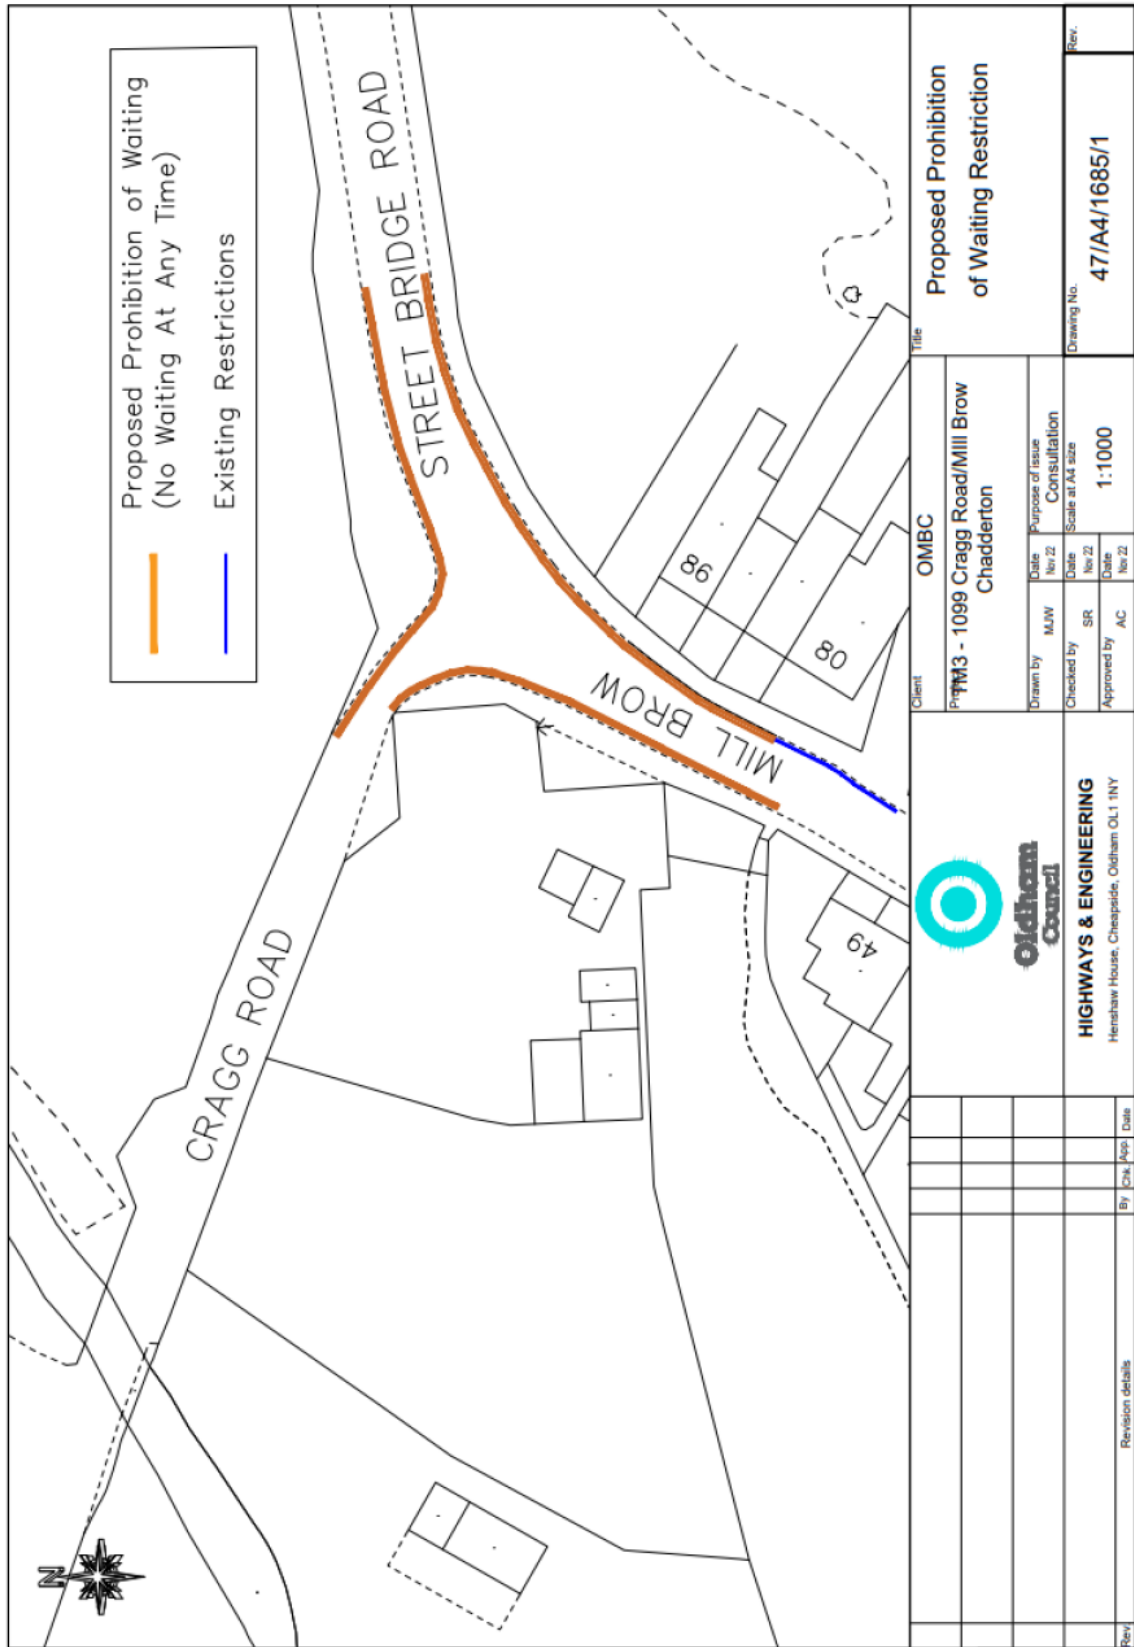 Proposed Prohibition of Waiting
(No Waiting At Any Time)
Existing Restrictions
STREET BRIDGE ROAD
MILL BROW
CRAGG ROAD
98
80
49
N
Rev.
Revision details
By
Chk.
App.
Date
Oldham
Council
HIGHWAYS & ENGINEERING
Henshaw House, Cheapside, Oldham OL1 1NY
Client
OMBC
TM3 - 1099 Cragg Road/Mill Brow
Chadderton
Drawn by
MJW
Date
Nov 22
Purpose of issue
Consultation
Checked by
SR
Date
Nov 22
Scale at A4 size
1:1000
Approved by
AC
Date
Nov 22
Title
Proposed Prohibition
of Waiting Restriction
Drawing No.
47/A4/1685/1
Rev.